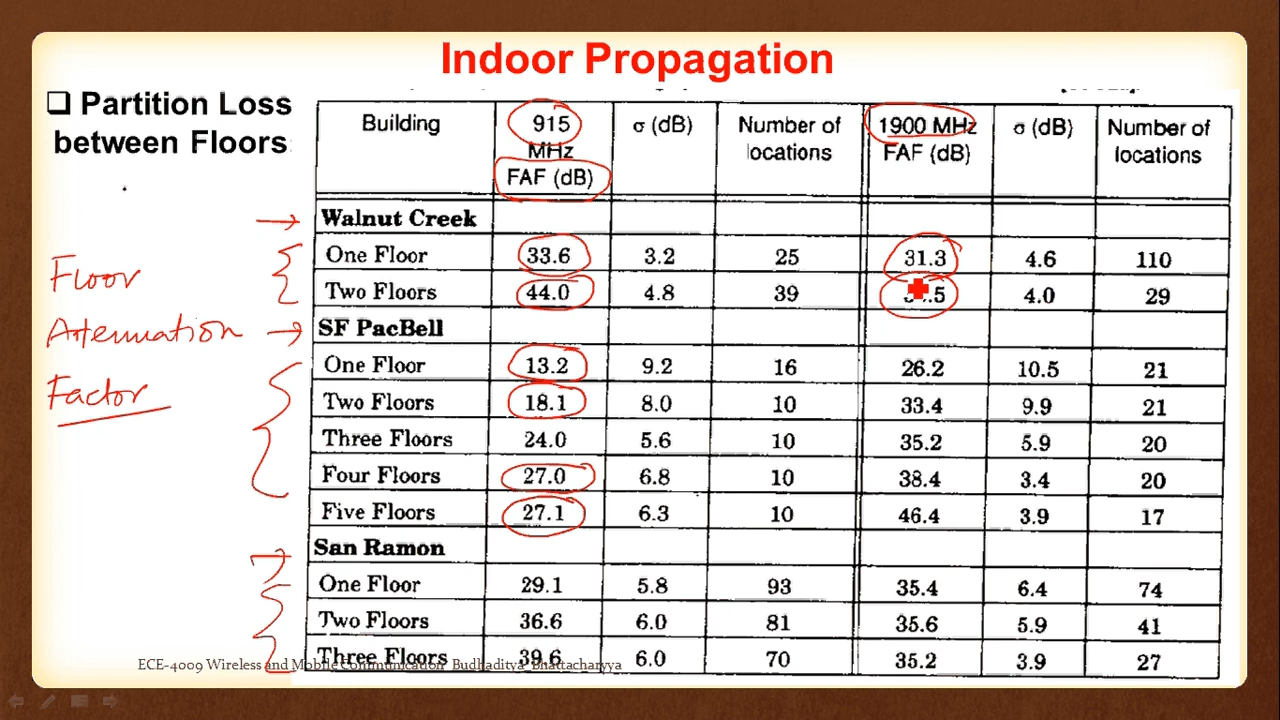 Indoor Propagation
❑ Partition Loss
between Floors
Floor
Attenuation
Factor
Building | 915 MHz FAF (dB) | σ (dB) | Number of locations | 1900 MHz FAF (dB) | σ (dB) | Number of locations
Walnut Creek
One Floor | 33.6 | 3.2 | 25 | 31.3 | 4.6 | 110
Two Floors | 44.0 | 4.8 | 39 | .5 | 4.0 | 29
SF PacBell
One Floor | 13.2 | 9.2 | 16 | 26.2 | 10.5 | 21
Two Floors | 18.1 | 8.0 | 10 | 33.4 | 9.9 | 21
Three Floors | 24.0 | 5.6 | 10 | 35.2 | 5.9 | 20
Four Floors | 27.0 | 6.8 | 10 | 38.4 | 3.4 | 20
Five Floors | 27.1 | 6.3 | 10 | 46.4 | 3.9 | 17
San Ramon
One Floor | 29.1 | 5.8 | 93 | 35.4 | 6.4 | 74
Two Floors | 36.6 | 6.0 | 81 | 35.6 | 5.9 | 41
Three Floors | 39.6 | 6.0 | 70 | 35.2 | 3.9 | 27
ECE-4009 Wireless and Mobile Communication Budhaditya Bhattacharyya